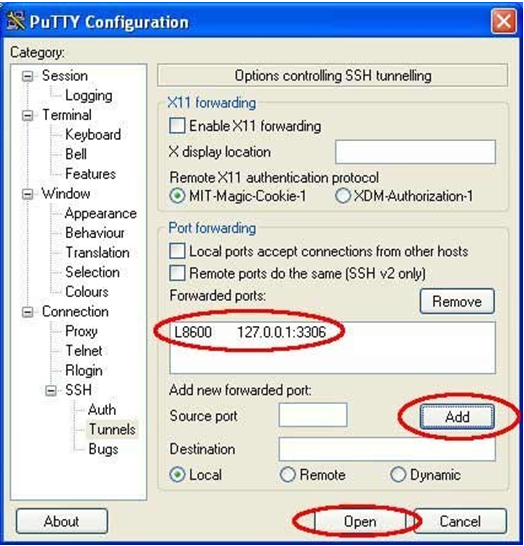 PuTTY Configuration
Category:
Session
Logging
Terminal
Keyboard
Bell
Features
Window
Appearance
Behaviour
Translation
Selection
Colours
Connection
Proxy
Telnet
Rlogin
SSH
Auth
Tunnels
Bugs
Options controlling SSH tunnelling
X11 forwarding
Enable X11 forwarding
X display location
Remote X11 authentication protocol
MIT-Magic-Cookie-1 XDM-Authorization-1
Port forwarding
Local ports accept connections from other hosts
Remote ports do the same (SSH v2 only)
Forwarded ports: Remove
L8600 127.0.0.1:3306
Add new forwarded port:
Source port Add
Destination
Local Remote Dynamic
About Open Cancel